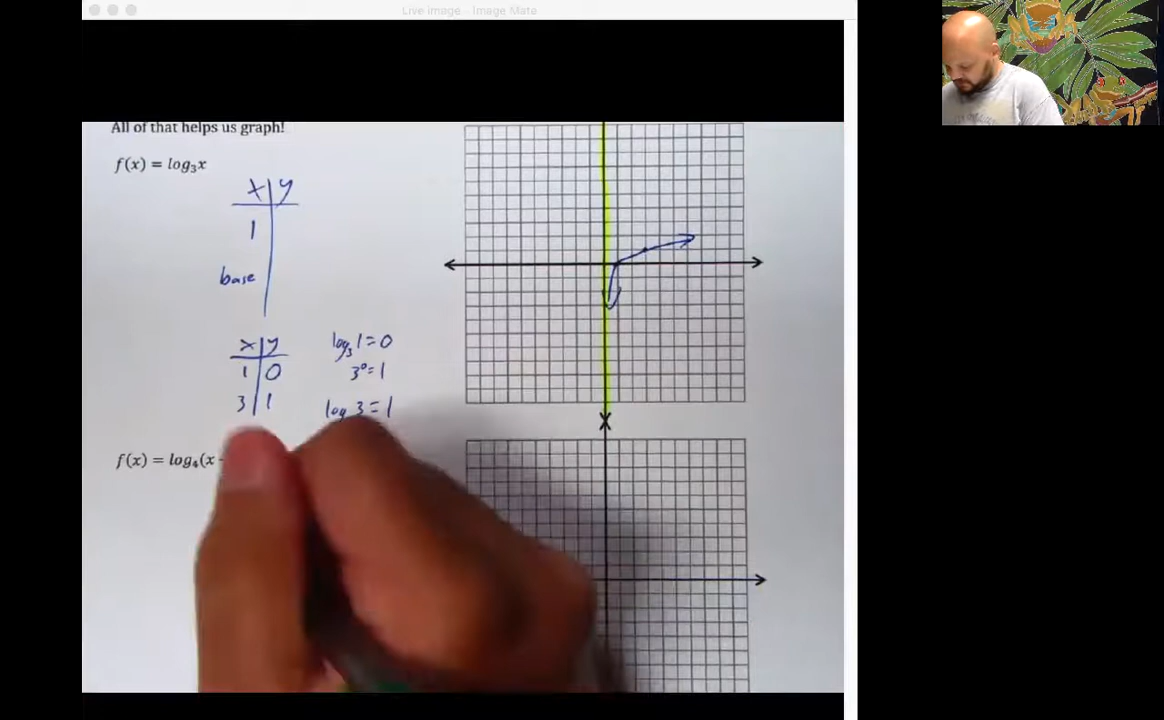 Live image - Image Mate
All of that helps us graph!
f(x) = log₃x
x y
1
base
x y
1 0
3 1
log₃ 1 = 0
3⁰ = 1
log 3 = 1
f(x) = log₄(x